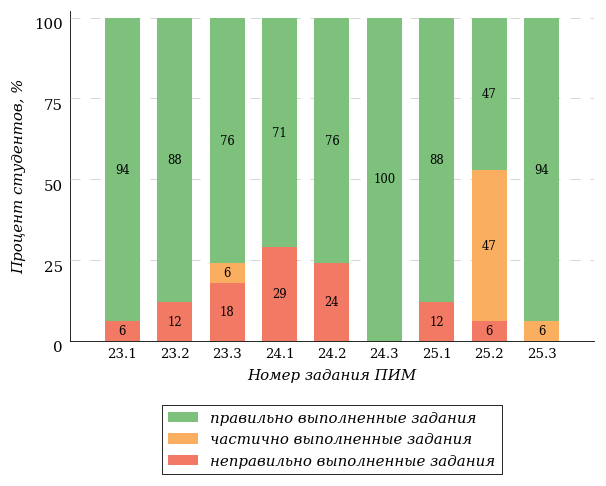 100
75
50
25
0
Процент студентов, %
94 88 76 71 76 100 88 47 94
6 47 6
6 12 18 29 24 12 6
23.1 23.2 23.3 24.1 24.2 24.3 25.1 25.2 25.3
Номер задания ПИМ
правильно выполненные задания
частично выполненные задания
неправильно выполненные задания